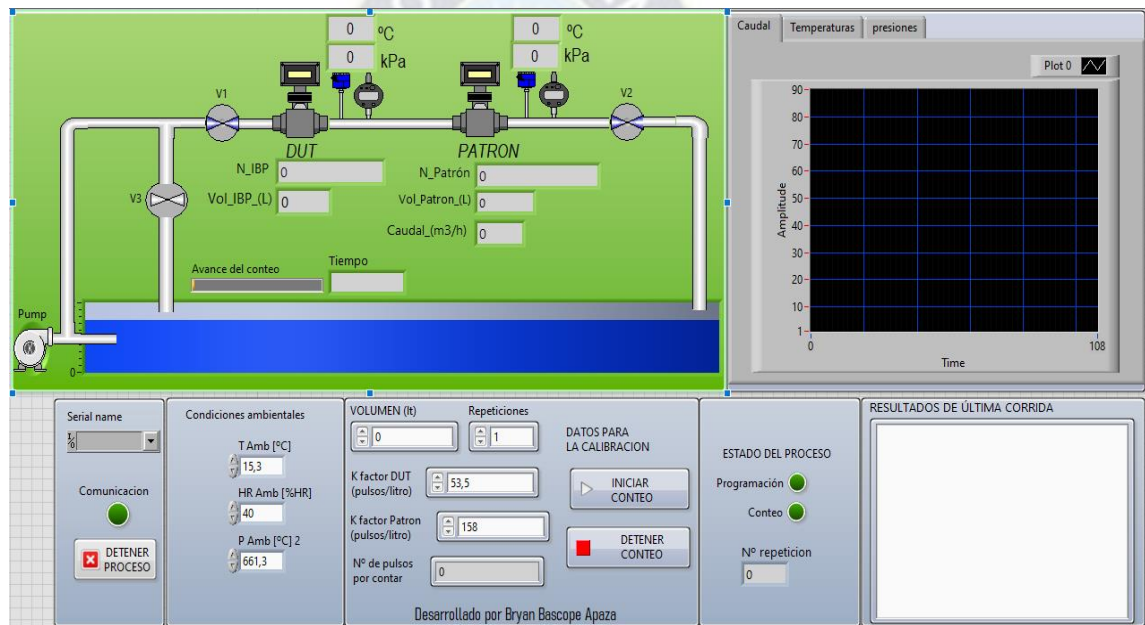 0 ºC
0 kPa
0 ºC
0 kPa
V1
V2
DUT
PATRON
N_IBP 0
N_Patrón 0
V3
Vol_IBP_(L) 0
Vol_Patron_(L) 0
Caudal_(m3/h) 0
Avance del conteo
Tiempo
Pump
0
Caudal
Temperaturas
presiones
Plot 0
Amplitude
90
80
70
60
50
40
30
20
10
1
0
108
Time
Serial name
Comunicacion
DETENER
PROCESO
Condiciones ambientales
T Amb [ºC]
15,3
HR Amb [%HR]
40
P Amb [ºC] 2
661,3
VOLUMEN (lt)
0
Repeticiones
1
K factor DUT
(pulsos/litro)
53,5
K factor Patron
(pulsos/litro)
158
Nº de pulsos
por contar
0
DATOS PARA
LA CALIBRACION
INICIAR
CONTEO
DETENER
CONTEO
Desarrollado por Bryan Bascope Apaza
ESTADO DEL PROCESO
Programación
Conteo
Nº repeticion
0
RESULTADOS DE ÚLTIMA CORRIDA